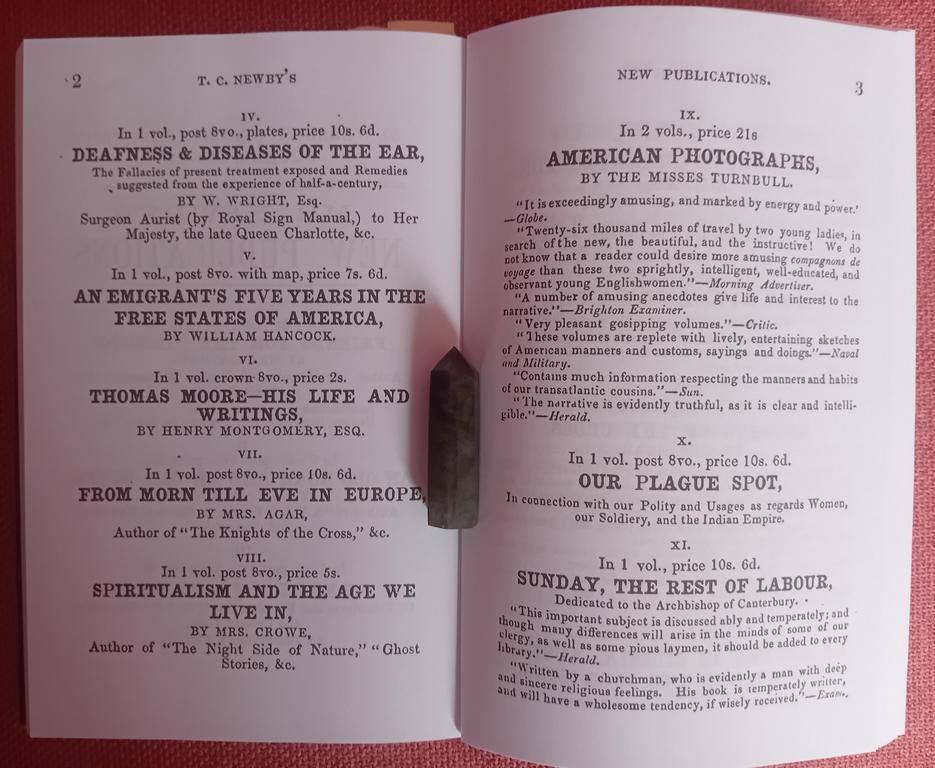 2
T. C. NEWBY'S
IV.
In 1 vol., post 8vo., plates, price 10s. 6d.
DEAFNESS & DISEASES OF THE EAR,
The Fallacies of present treatment exposed and Remedies
suggested from the experience of half-a-century,
BY W. WRIGHT, Esq.
Surgeon Aurist (by Royal Sign Manual,) to Her
Majesty, the late Queen Charlotte, &c.
V.
In 1 vol., post 8vo. with map, price 7s. 6d.
AN EMIGRANT'S FIVE YEARS IN THE
FREE STATES OF AMERICA,
BY WILLIAM HANCOCK.
VI.
In 1 vol. crown 8vo., price 2s.
THOMAS MOORE—HIS LIFE AND
WRITINGS,
BY HENRY MONTGOMERY, ESQ.
VII.
In 1 vol. post 8vo., price 10s. 6d.
FROM MORN TILL EVE IN EUROPE,
BY MRS. AGAR,
Author of "The Knights of the Cross," &c.
VIII.
In 1 vol. post 8vo., price 5s.
SPIRITUALISM AND THE AGE WE
LIVE IN,
BY MRS. CROWE,
Author of "The Night Side of Nature," "Ghost
Stories, &c.
NEW PUBLICATIONS.
3
IX.
In 2 vols., price 21s
AMERICAN PHOTOGRAPHS,
BY THE MISSES TURNBULL.
"It is exceedingly amusing, and marked by energy and power.'
—Globe.
"Twenty-six thousand miles of travel by two young ladies, in
search of the new, the beautiful, and the instructive! We do
not know that a reader could desire more amusing compagnons de
voyage than these two sprightly, intelligent, well-educated, and
observant young Englishwomen."—Morning Advertiser.
"A number of amusing anecdotes give life and interest to the
narrative."—Brighton Examiner.
"Very pleasant gossipping volumes."—Critic.
"These volumes are replete with lively, entertaining sketches
of American manners and customs, sayings and doings."—Naval
and Military.
"Contains much information respecting the manners and habits
of our transatlantic cousins."—Sun.
"The narrative is evidently truthful, as it is clear and intelli-
gible."—Herald.
X.
In 1 vol. post 8vo., price 10s. 6d.
OUR PLAGUE SPOT,
In connection with our Polity and Usages as regards Women,
our Soldiery, and the Indian Empire.
XI.
In 1 vol., price 10s. 6d.
SUNDAY, THE REST OF LABOUR,
Dedicated to the Archbishop of Canterbury.
"This important subject is discussed ably and temperately; and
though many differences will arise in the minds of some of our
clergy, as well as some pious laymen, it should be added to every
library."—Herald.
"Written by a churchman, who is evidently a man with deep
and sincere religious feelings. His book is temperately written,
and will have a wholesome tendency, if wisely received."—Exam.